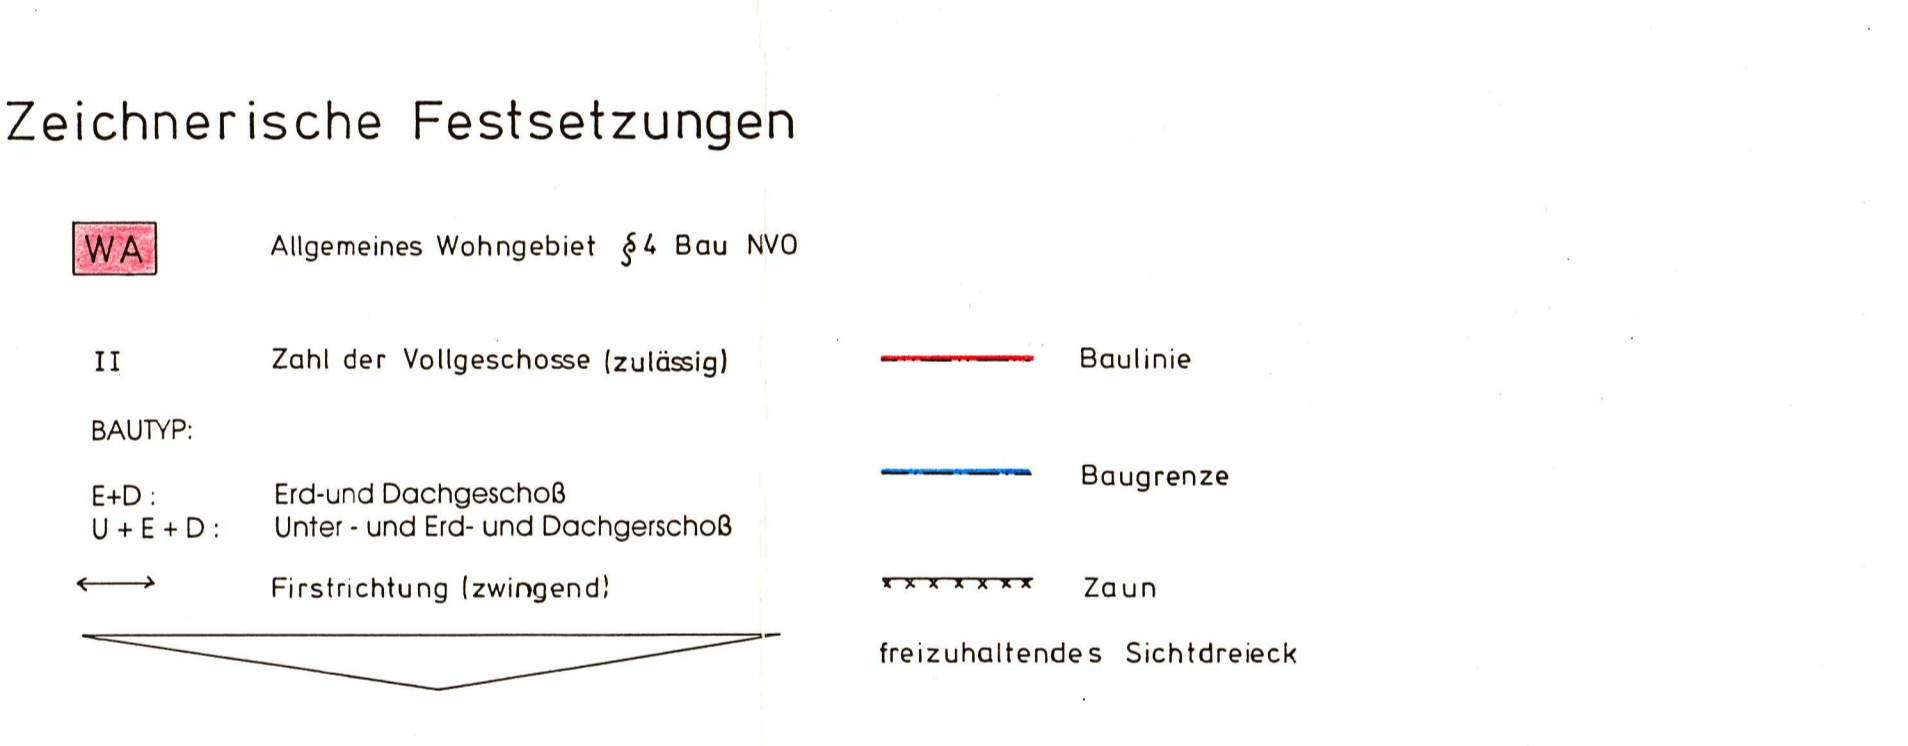 Zeichnerische Festsetzungen
WA Allgemeines Wohngebiet §4 Bau NVO
II Zahl der Vollgeschosse (zulässig)
BAUTYP:
E+D : Erd-und Dachgeschoß
U + E + D : Unter - und Erd- und Dachgerschoß
Firstrichtung (zwingend)
Baulinie
Baugrenze
Zaun
freizuhaltendes Sichtdreieck